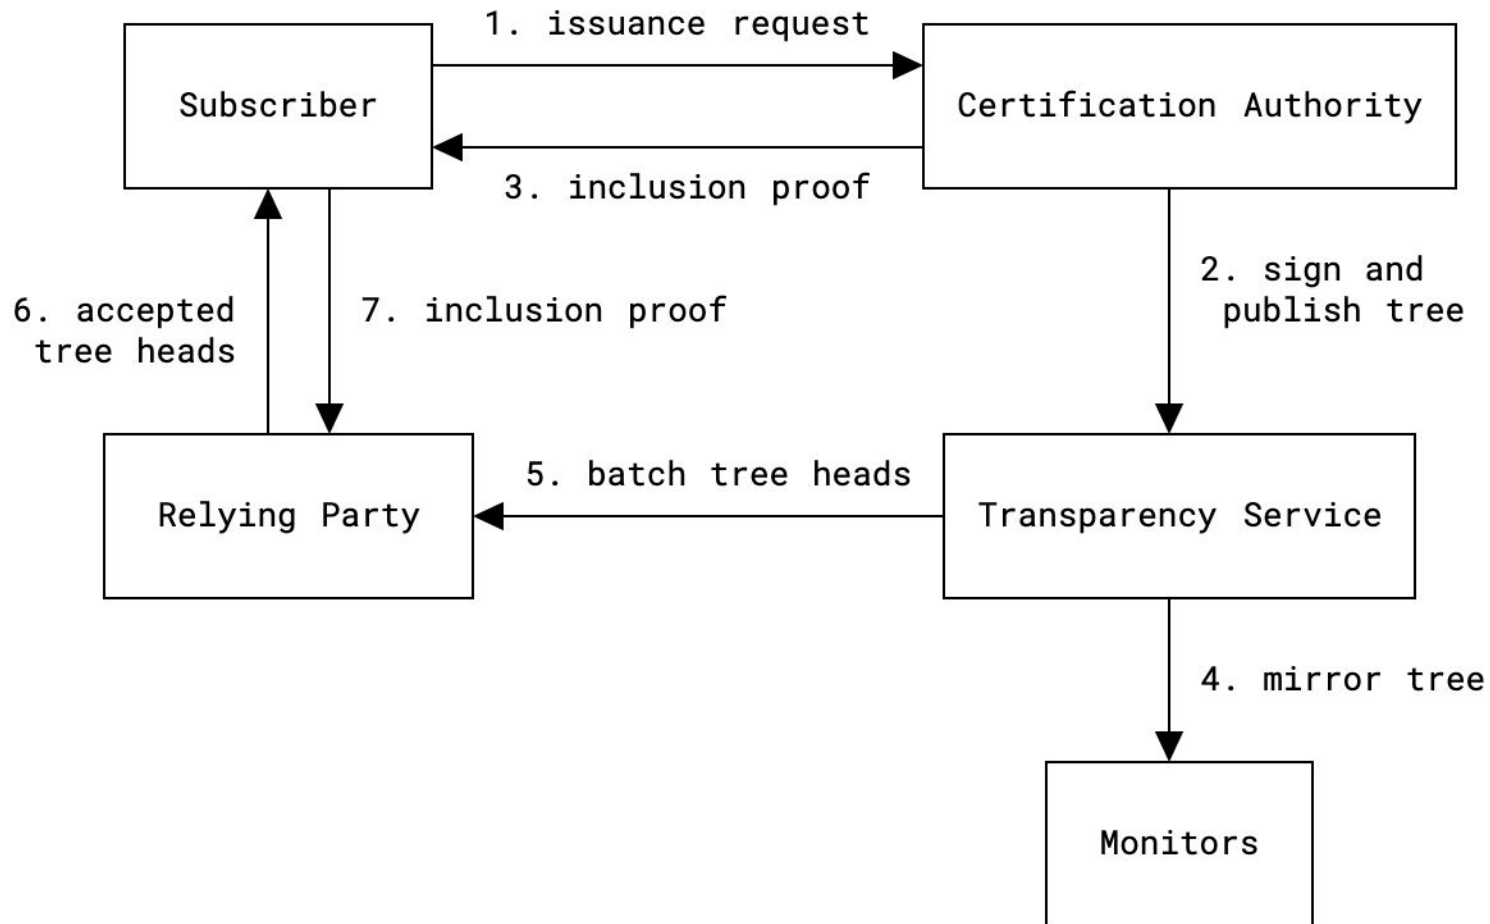 1. issuance request
Subscriber
Certification Authority
3. inclusion proof
2. sign and
publish tree
6. accepted
tree heads
7. inclusion proof
5. batch tree heads
Relying Party
Transparency Service
4. mirror tree
Monitors